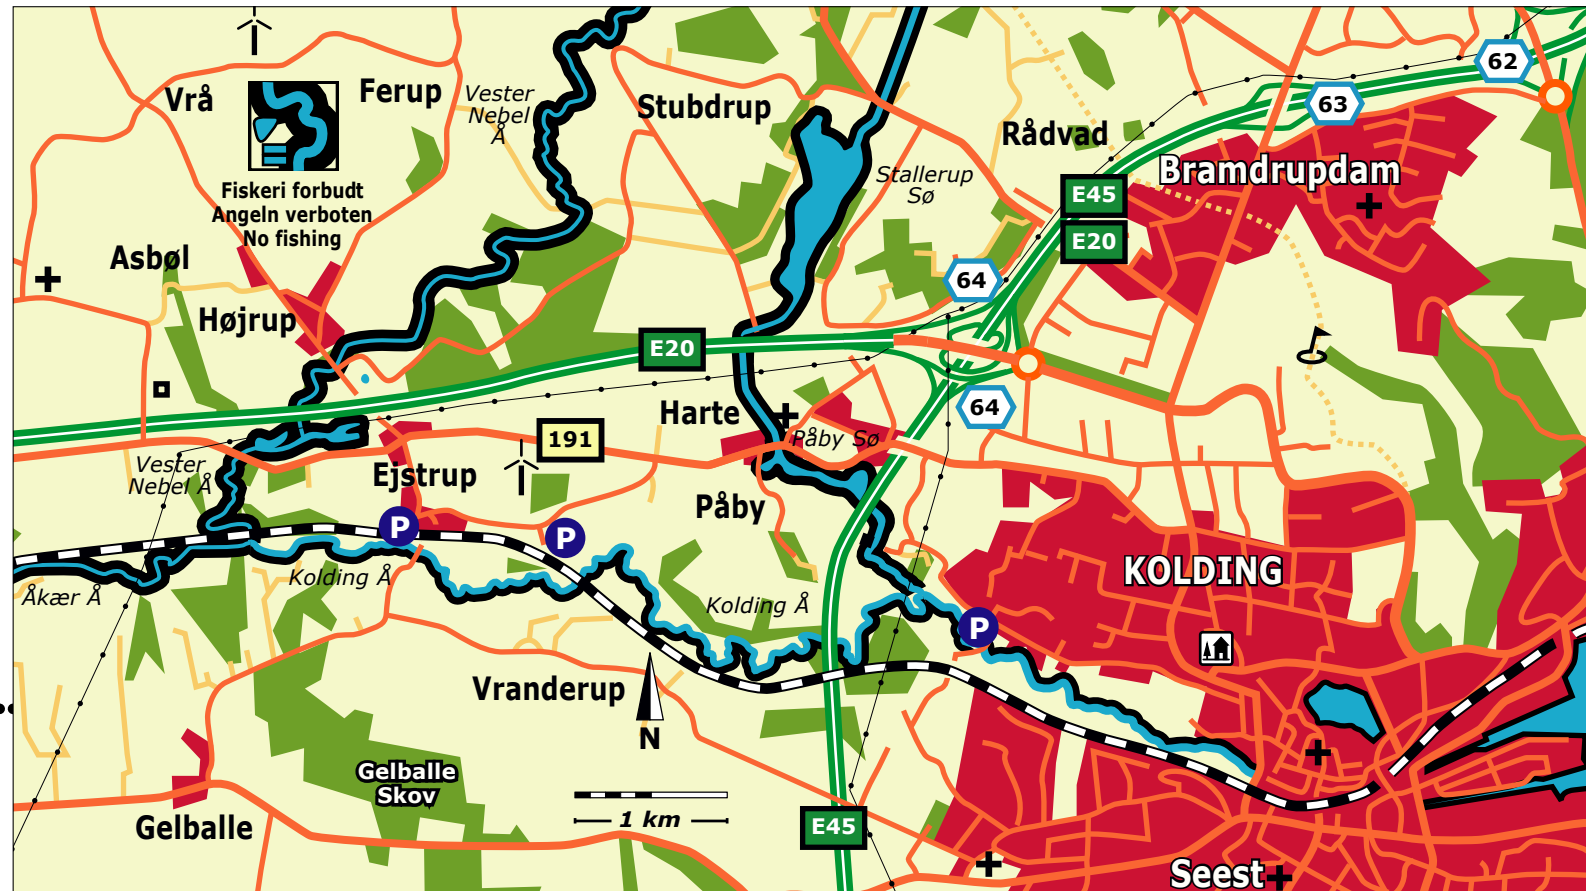 62
63
Vrå
Ferup
Vester
Nebel
Å
Stubdrup
Rådvad
Bramdrupdam
Fiskeri forbudt
Angeln verboten
No fishing
Stallerup
Sø
E45
E20
Asbøl
64
Højrup
E20
64
Harte
191
Påby Sø
Vester
Nebel Å
Ejstrup
Påby
P
P
KOLDING
Åkær Å
Kolding Å
Kolding Å
P
Vranderup
N
Gelballe
Skov
1 km
E45
Gelballe
Seest